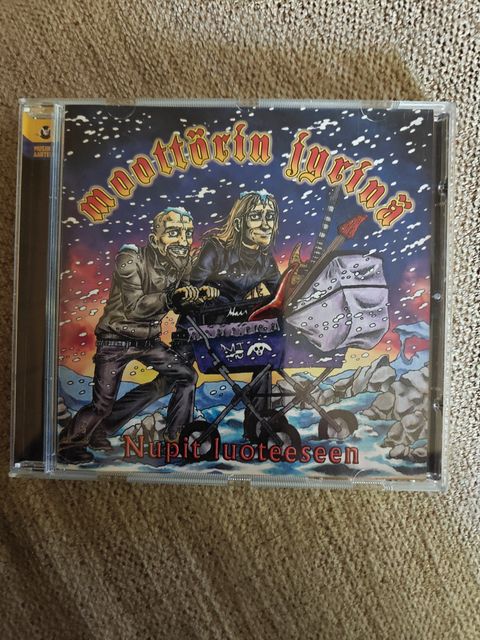 moottörin jyrinä
Nupit luoteeseen